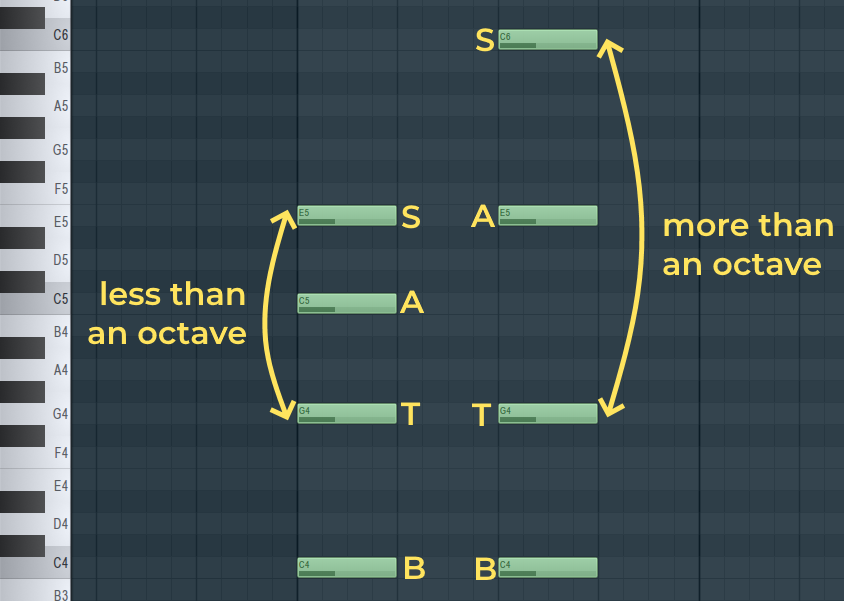 C6
B5
A5
G5
F5
E5
D5
C5
B4
A4
G4
F4
E4
D4
C4
B3
S C6
E5 S
A E5
C5 A
G4 T
T G4
C4 B
B C4
less than
an octave
more than
an octave